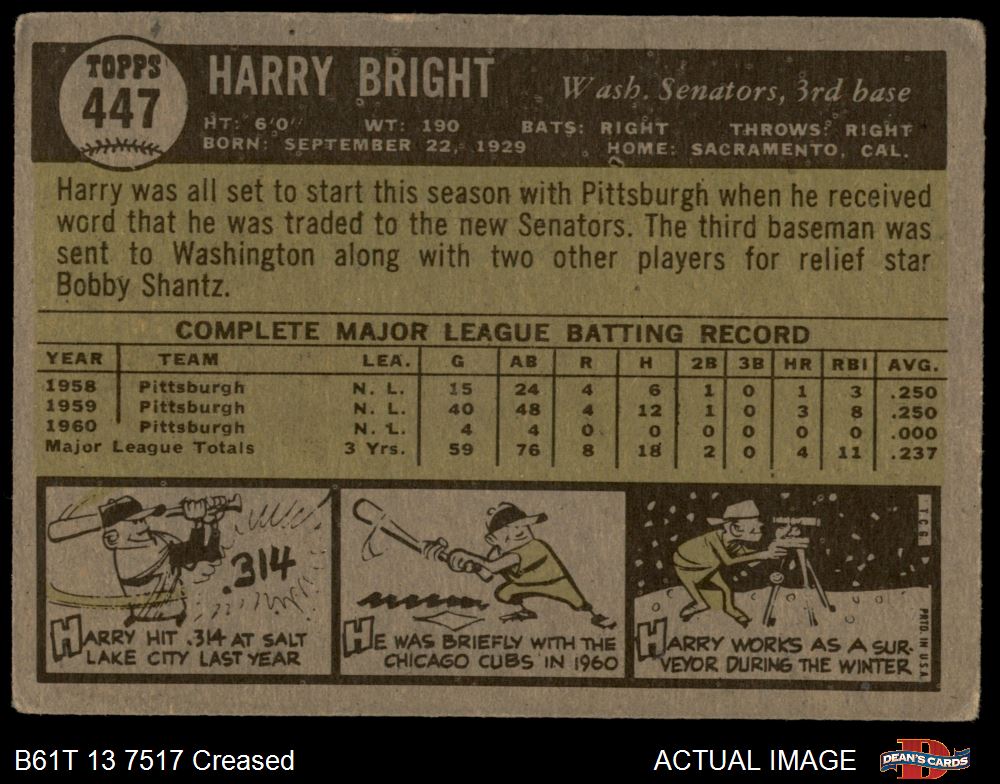 TOPPS
447
HARRY BRIGHT
Wash. Senators, 3rd base
HT: 6'0" WT: 190 BATS: RIGHT THROWS: RIGHT
BORN: SEPTEMBER 22, 1929 HOME: SACRAMENTO, CAL.
Harry was all set to start this season with Pittsburgh when he received
word that he was traded to the new Senators. The third baseman was
sent to Washington along with two other players for relief star
Bobby Shantz.
COMPLETE MAJOR LEAGUE BATTING RECORD
YEAR TEAM LEA. G AB R H 2B 3B HR RBI AVG.
1958 Pittsburgh N. L. 15 24 4 6 1 0 1 3 .250
1959 Pittsburgh N. L. 40 48 4 12 1 0 3 8 .250
1960 Pittsburgh N. L. 4 4 0 0 0 0 0 0 .000
Major League Totals 3 Yrs. 59 76 8 18 2 0 4 11 .237
.314
HARRY HIT .314 AT SALT
LAKE CITY LAST YEAR
HE WAS BRIEFLY WITH THE
CHICAGO CUBS IN 1960
HARRY WORKS AS A SUR-
VEYOR DURING THE WINTER
T.C.G.
PRTD. IN U.S.A.
B61T 13 7517 Creased
ACTUAL IMAGE
D
DEAN'S CARDS